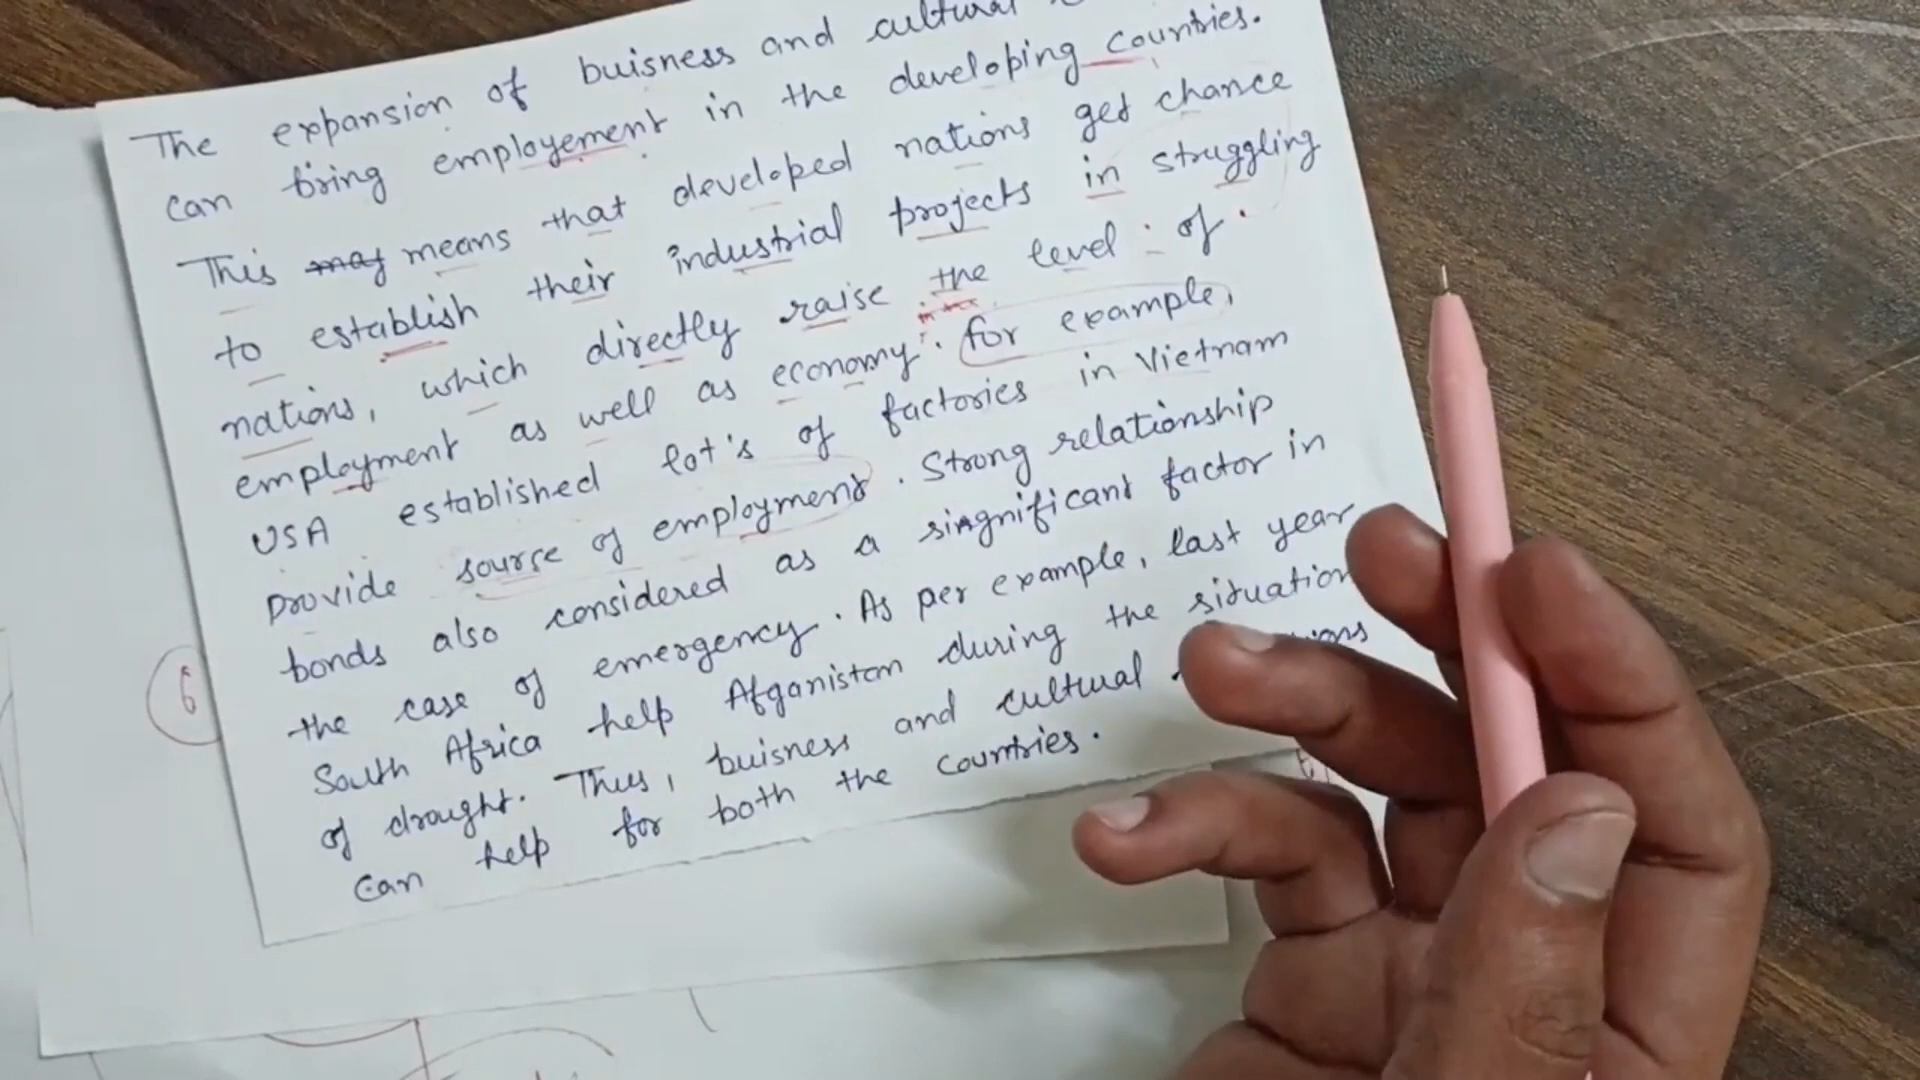 The expansion of buisness and cultural
can bring employement in the developing countries.
This may means that developed nations get chance
to establish their industrial projects in struggling
nations, which directly raise the level of
in the
employment as well as economy. for example,
USA established lot's of factories in Vietnam
provide sourse of employment. Strong relationship
bonds also considered as a singnificant factor in
the case of emergency. As per example, last year
South Africa help Afganistan during the situation
of drought. Thus, buisness and cultural
can help for both the countries.
6